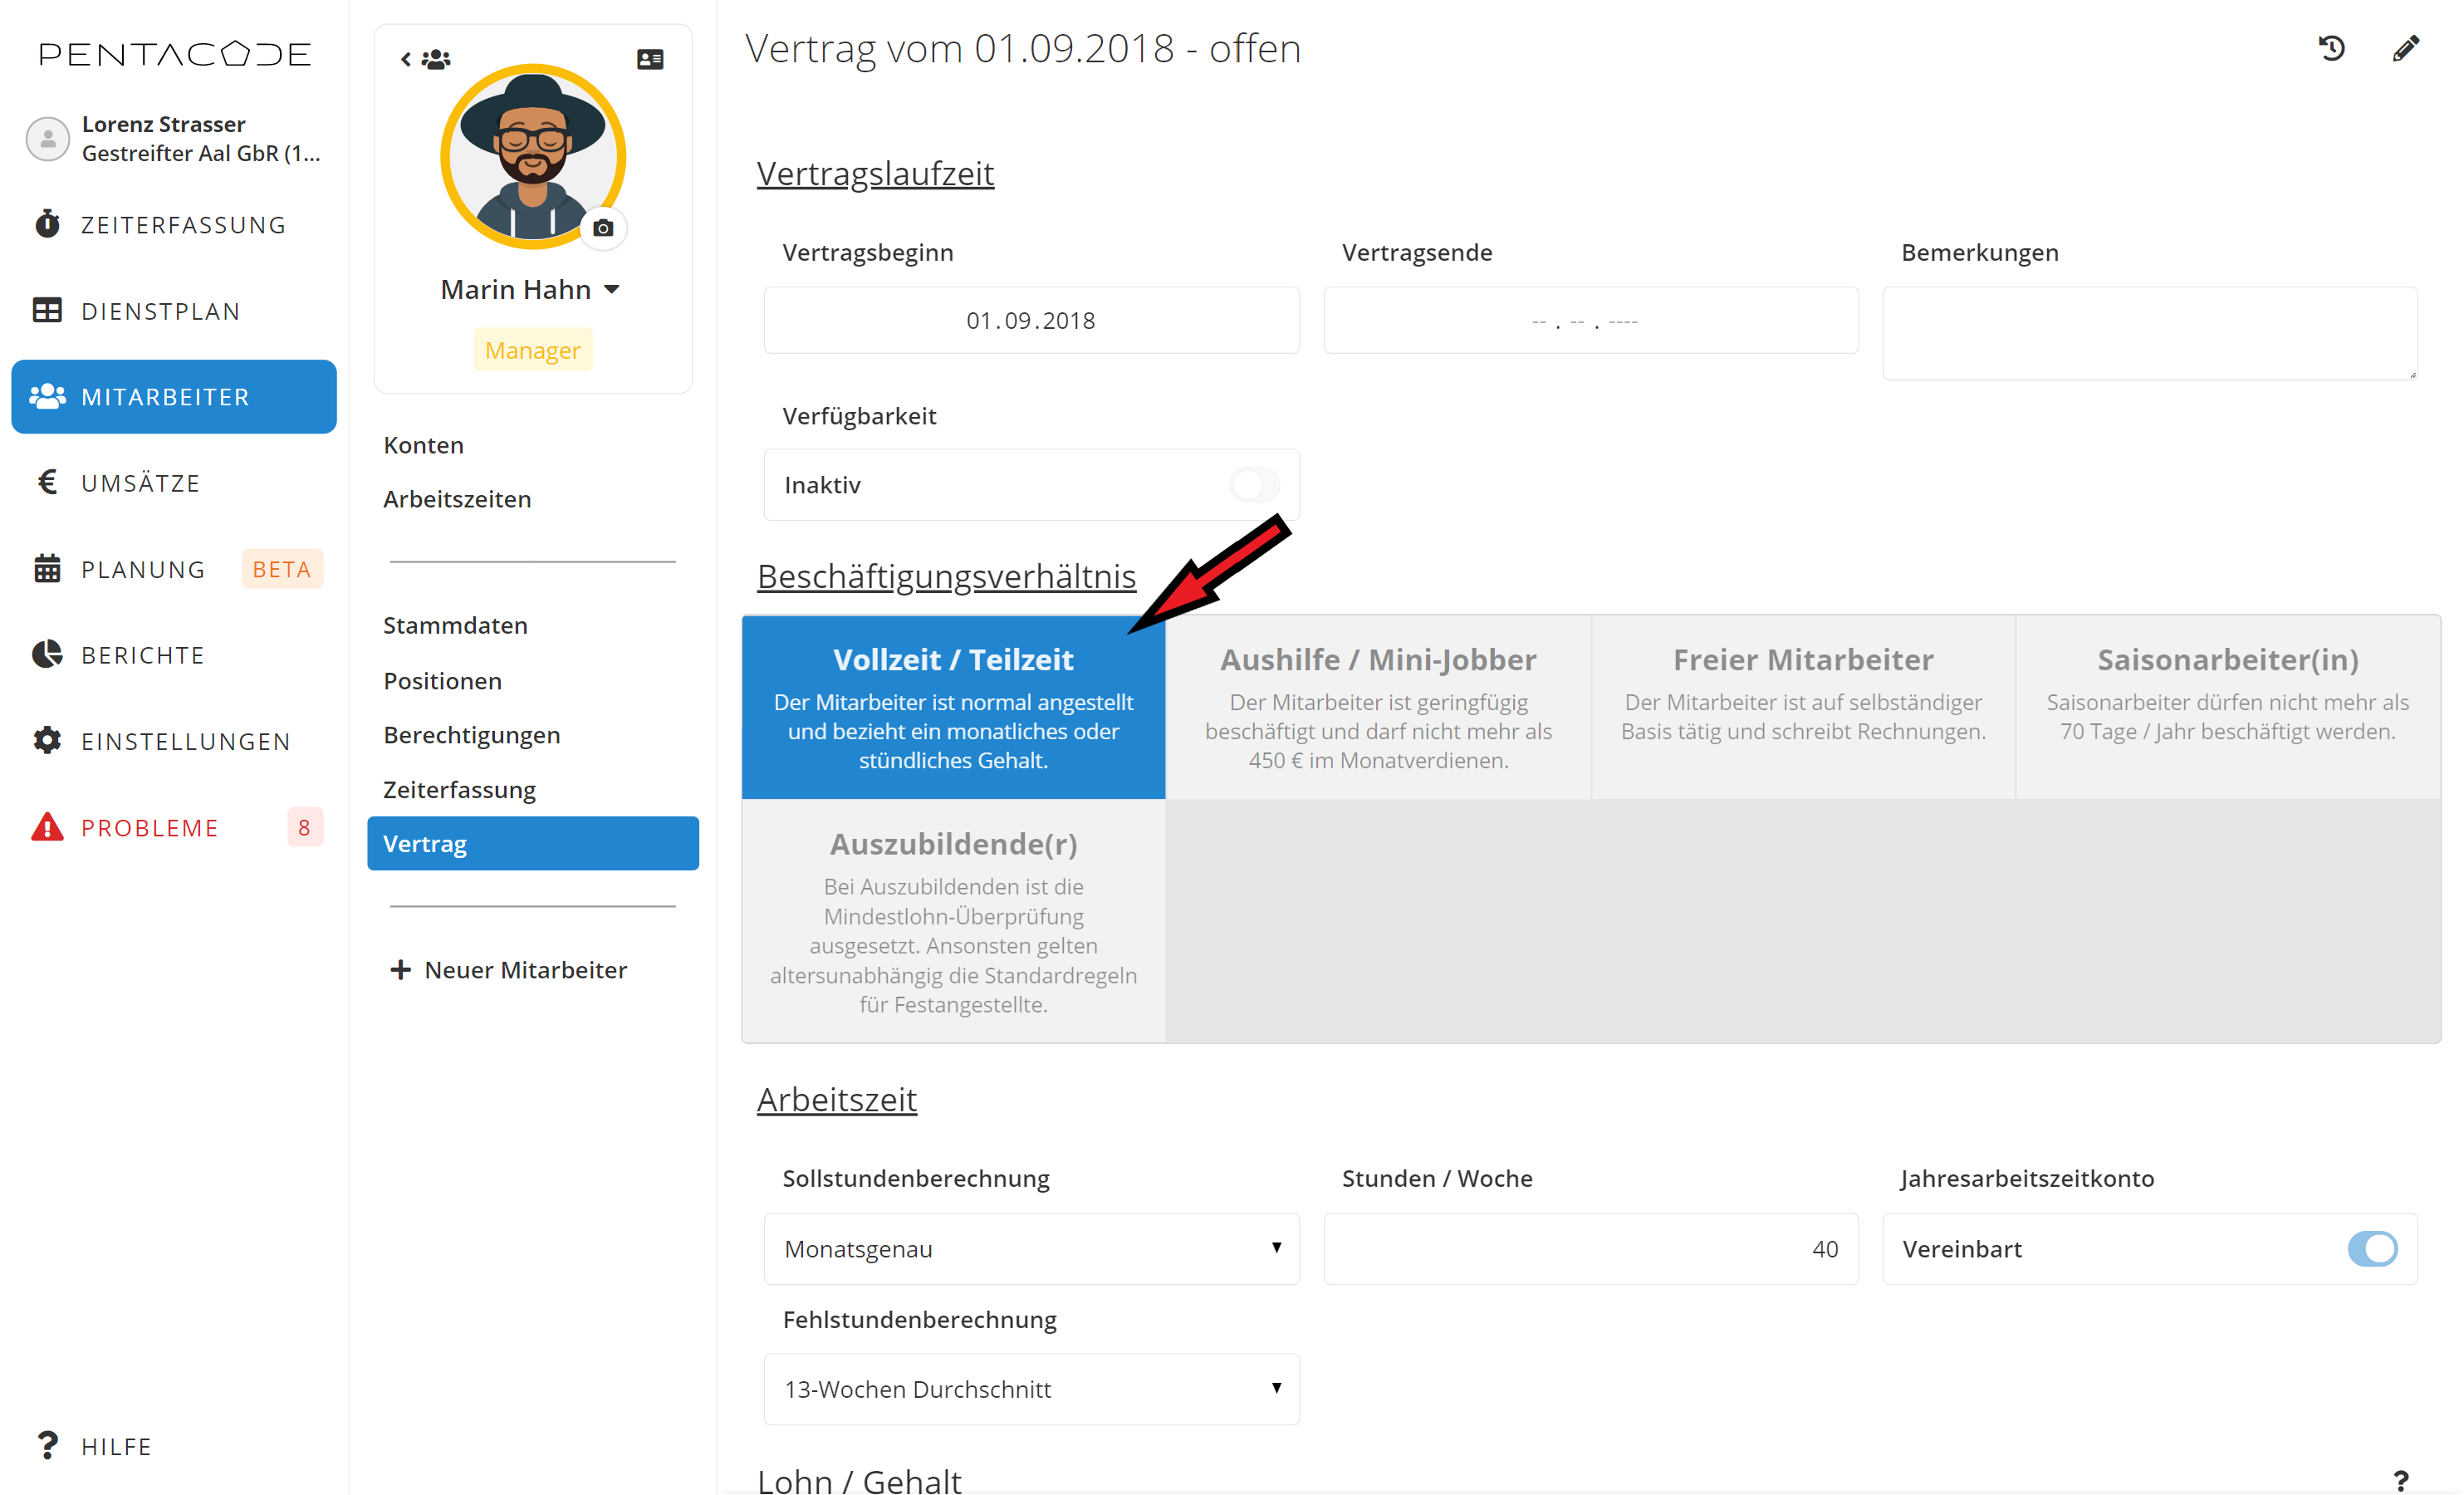 PENTACODE
Lorenz Strasser
Gestreifter Aal GbR (1...
ZEITERFASSUNG
DIENSTPLAN
MITARBEITER
UMSÄTZE
PLANUNG BETA
BERICHTE
EINSTELLUNGEN
PROBLEME 8
HILFE
Marin Hahn
Manager
Konten
Arbeitszeiten
Stammdaten
Positionen
Berechtigungen
Zeiterfassung
Vertrag
+ Neuer Mitarbeiter
Vertrag vom 01.09.2018 - offen
Vertragslaufzeit
Vertragsbeginn
01.09.2018
Vertragsende
-- . -- . ----
Bemerkungen
Verfügbarkeit
Inaktiv
Beschäftigungsverhältnis
Vollzeit / Teilzeit
Der Mitarbeiter ist normal angestellt
und bezieht ein monatliches oder
stündliches Gehalt.
Aushilfe / Mini-Jobber
Der Mitarbeiter ist geringfügig
beschäftigt und darf nicht mehr als
450 € im Monatverdienen.
Freier Mitarbeiter
Der Mitarbeiter ist auf selbständiger
Basis tätig und schreibt Rechnungen.
Saisonarbeiter(in)
Saisonarbeiter dürfen nicht mehr als
70 Tage / Jahr beschäftigt werden.
Auszubildende(r)
Bei Auszubildenden ist die
Mindestlohn-Überprüfung
ausgesetzt. Ansonsten gelten
altersunabhängig die Standardregeln
für Festangestellte.
Arbeitszeit
Sollstundenberechnung
Monatsgenau
Stunden / Woche
40
Jahresarbeitszeitkonto
Vereinbart
Fehlstundenberechnung
13-Wochen Durchschnitt
Lohn / Gehalt
?